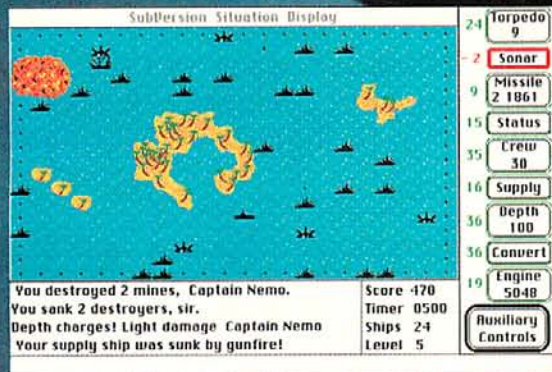 SubVersion Situation Display
24 Torpedo
9
-2 Sonar
9 Missile
2 1861
15 Status
35 Crew
30
16 Supply
36 Depth
100
36 Convert
19 Engine
5048
Auxiliary
Controls
You destroyed 2 mines, Captain Nemo.
You sank 2 destroyers, sir.
Depth charges! Light damage Captain Nemo
Your supply ship was sunk by gunfire!
Score 470
Timer 0500
Ships 24
Level 5